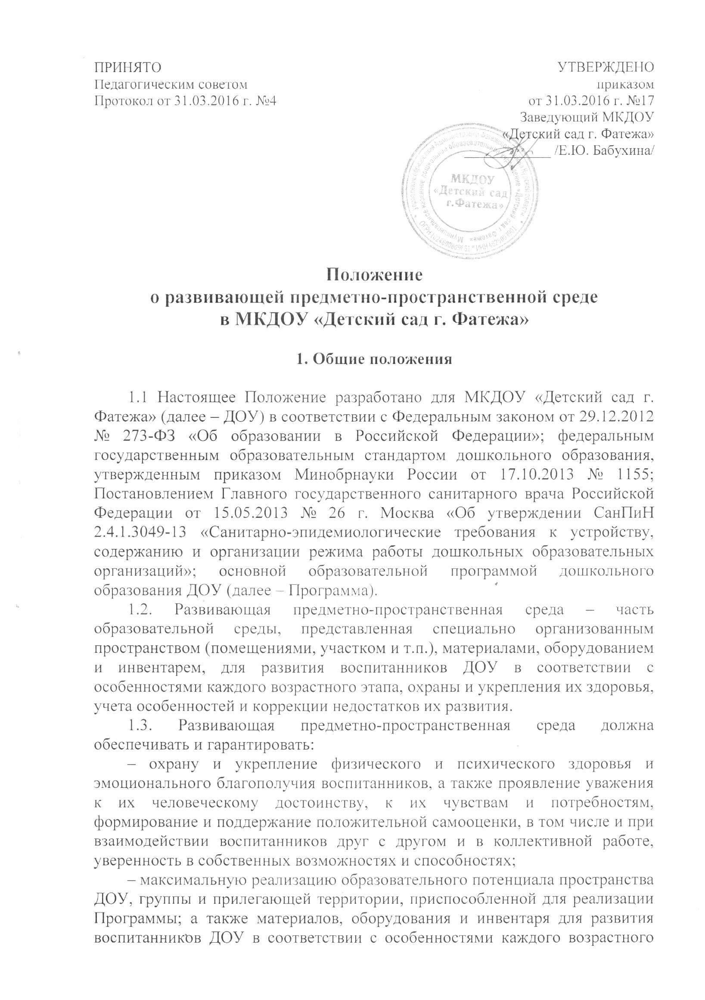 ПРИНЯТО
Педагогическим советом
Протокол от 31.03.2016 г. №4
УТВЕРЖДЕНО
приказом
от 31.03.2016 г. №17
Заведующий МКДОУ
«Детский сад г. Фатежа»
/Е.Ю. Бабухина/
МКДОУ
«Детский сад
г.Фатежа»
Положение
о развивающей предметно-пространственной среде
в МКДОУ «Детский сад г. Фатежа»
1. Общие положения
1.1 Настоящее Положение разработано для МКДОУ «Детский сад г.
Фатежа» (далее – ДОУ) в соответствии с Федеральным законом от 29.12.2012
№ 273-ФЗ «Об образовании в Российской Федерации»; федеральным
государственным образовательным стандартом дошкольного образования,
утвержденным приказом Минобрнауки России от 17.10.2013 № 1155;
Постановлением Главного государственного санитарного врача Российской
Федерации от 15.05.2013 № 26 г. Москва «Об утверждении СанПиН
2.4.1.3049-13 «Санитарно-эпидемиологические требования к устройству,
содержанию и организации режима работы дошкольных образовательных
организаций»; основной образовательной программой дошкольного
образования ДОУ (далее – Программа).
1.2. Развивающая предметно-пространственная среда – часть
образовательной среды, представленная специально организованным
пространством (помещениями, участком и т.п.), материалами, оборудованием
и инвентарем, для развития воспитанников ДОУ в соответствии с
особенностями каждого возрастного этапа, охраны и укрепления их здоровья,
учета особенностей и коррекции недостатков их развития.
1.3. Развивающая предметно-пространственная среда должна
обеспечивать и гарантировать:
– охрану и укрепление физического и психического здоровья и
эмоционального благополучия воспитанников, а также проявление уважения
к их человеческому достоинству, к их чувствам и потребностям,
формирование и поддержание положительной самооценки, в том числе и при
взаимодействии воспитанников друг с другом и в коллективной работе,
уверенность в собственных возможностях и способностях;
– максимальную реализацию образовательного потенциала пространства
ДОУ, группы и прилегающей территории, приспособленной для реализации
Программы; а также материалов, оборудования и инвентаря для развития
воспитанников ДОУ в соответствии с особенностями каждого возрастного